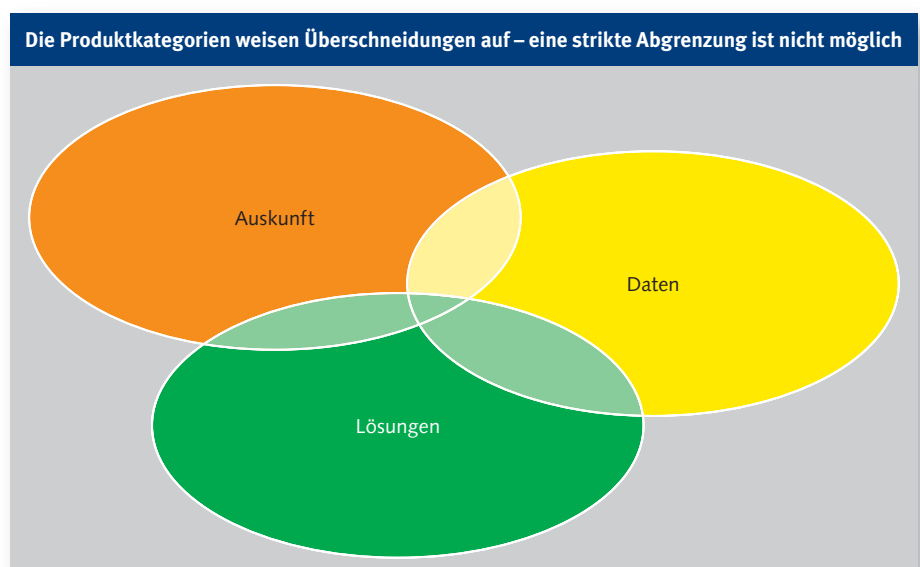 Die Produktkategorien weisen Überschneidungen auf – eine strikte Abgrenzung ist nicht möglich
Auskunft
Daten
Lösungen